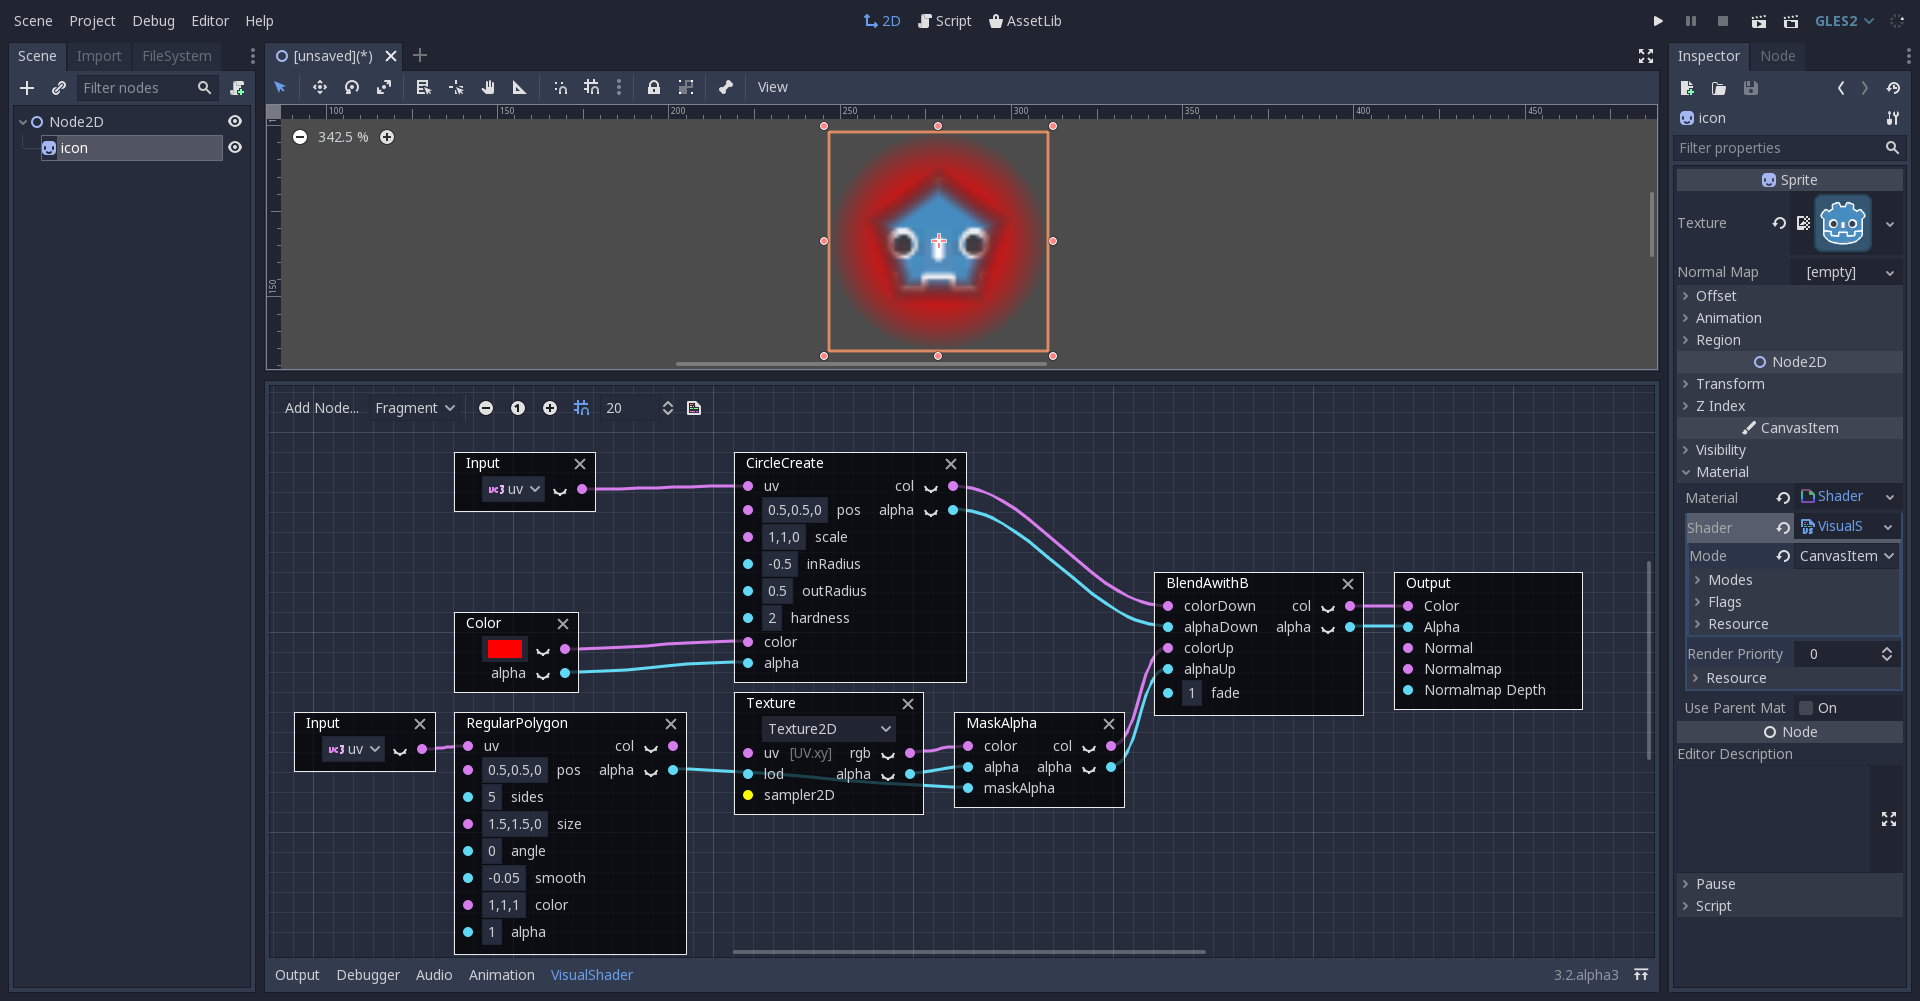 Scene Project Debug Editor Help
2D Script AssetLib
GLES2
Scene Import FileSystem
Filter nodes
Node2D
icon
[unsaved](*)
View
100 150 200 250 300 350 400 450
150
342.5 %
Add Node... Fragment 1 20
Input
vc3 uv
CircleCreate
uv col
0.5,0.5,0 pos alpha
1,1,0 scale
-0.5 inRadius
0.5 outRadius
2 hardness
color
alpha
Color
alpha
Input
vc3 uv
RegularPolygon
uv col
0.5,0.5,0 pos alpha
5 sides
1.5,1.5,0 size
0 angle
-0.05 smooth
1,1,1 color
1 alpha
Texture
Texture2D
uv [UV.xy] rgb
lod alpha
sampler2D
MaskAlpha
color col
alpha alpha
maskAlpha
BlendAwithB
colorDown col
alphaDown alpha
colorUp
alphaUp
1 fade
Output
Color
Alpha
Normal
Normalmap
Normalmap Depth
Output Debugger Audio Animation VisualShader
3.2.alpha3
Inspector Node
icon
Filter properties
Sprite
Texture
Normal Map [empty]
Offset
Animation
Region
Node2D
Transform
Z Index
CanvasItem
Visibility
Material
Material Shader
Shader VisualS
Mode CanvasItem
Modes
Flags
Resource
Render Priority 0
Resource
Use Parent Mat On
Node
Editor Description
Pause
Script